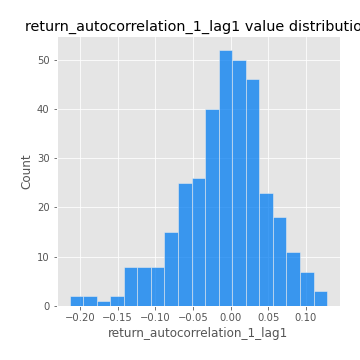 return_autocorrelation_1_lag1 value distributio
50
40
30
20
10
0
Count
−0.20 −0.15 −0.10 −0.05 0.00 0.05 0.10
return_autocorrelation_1_lag1